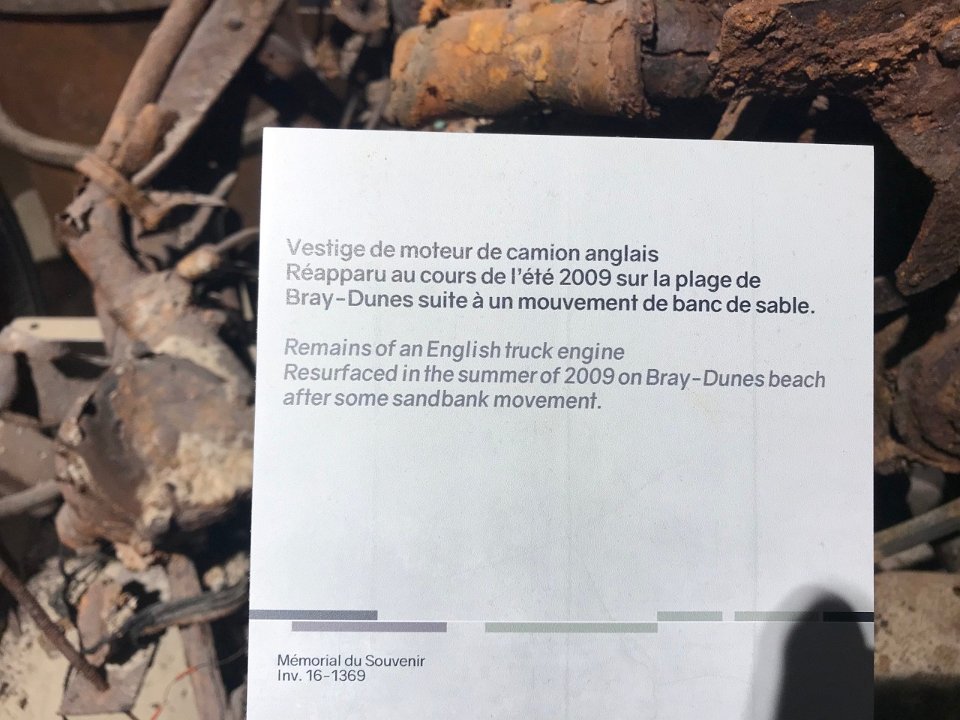 Vestige de moteur de camion anglais
Réapparu au cours de l'été 2009 sur la plage de
Bray-Dunes suite à un mouvement de banc de sable.
Remains of an English truck engine
Resurfaced in the summer of 2009 on Bray-Dunes beach
after some sandbank movement.
Mémorial du Souvenir
Inv. 16-1369